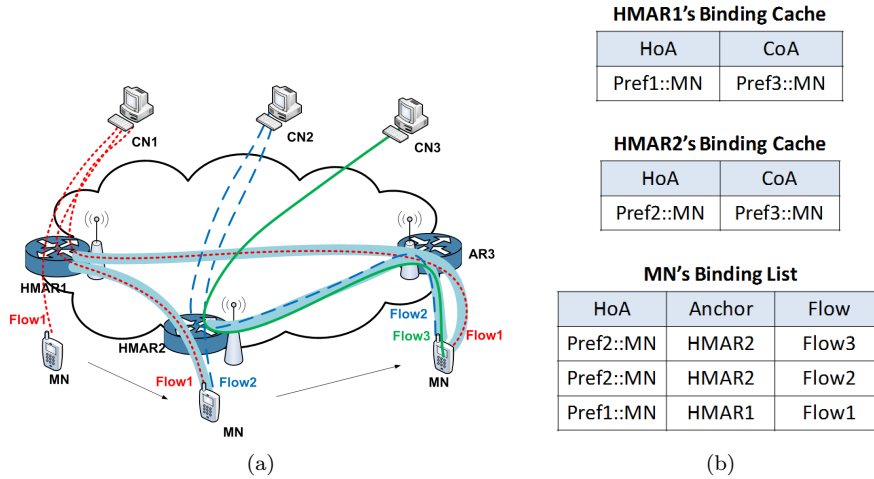 CN1
CN2
CN3
HMAR1
AR3
Flow1
MN
HMAR2
Flow1
Flow2
MN
Flow2
Flow3
Flow1
MN
(a)
HMAR1's Binding Cache
HoA CoA
Pref1::MN Pref3::MN
HMAR2's Binding Cache
HoA CoA
Pref2::MN Pref3::MN
MN's Binding List
HoA Anchor Flow
Pref2::MN HMAR2 Flow3
Pref2::MN HMAR2 Flow2
Pref1::MN HMAR1 Flow1
(b)